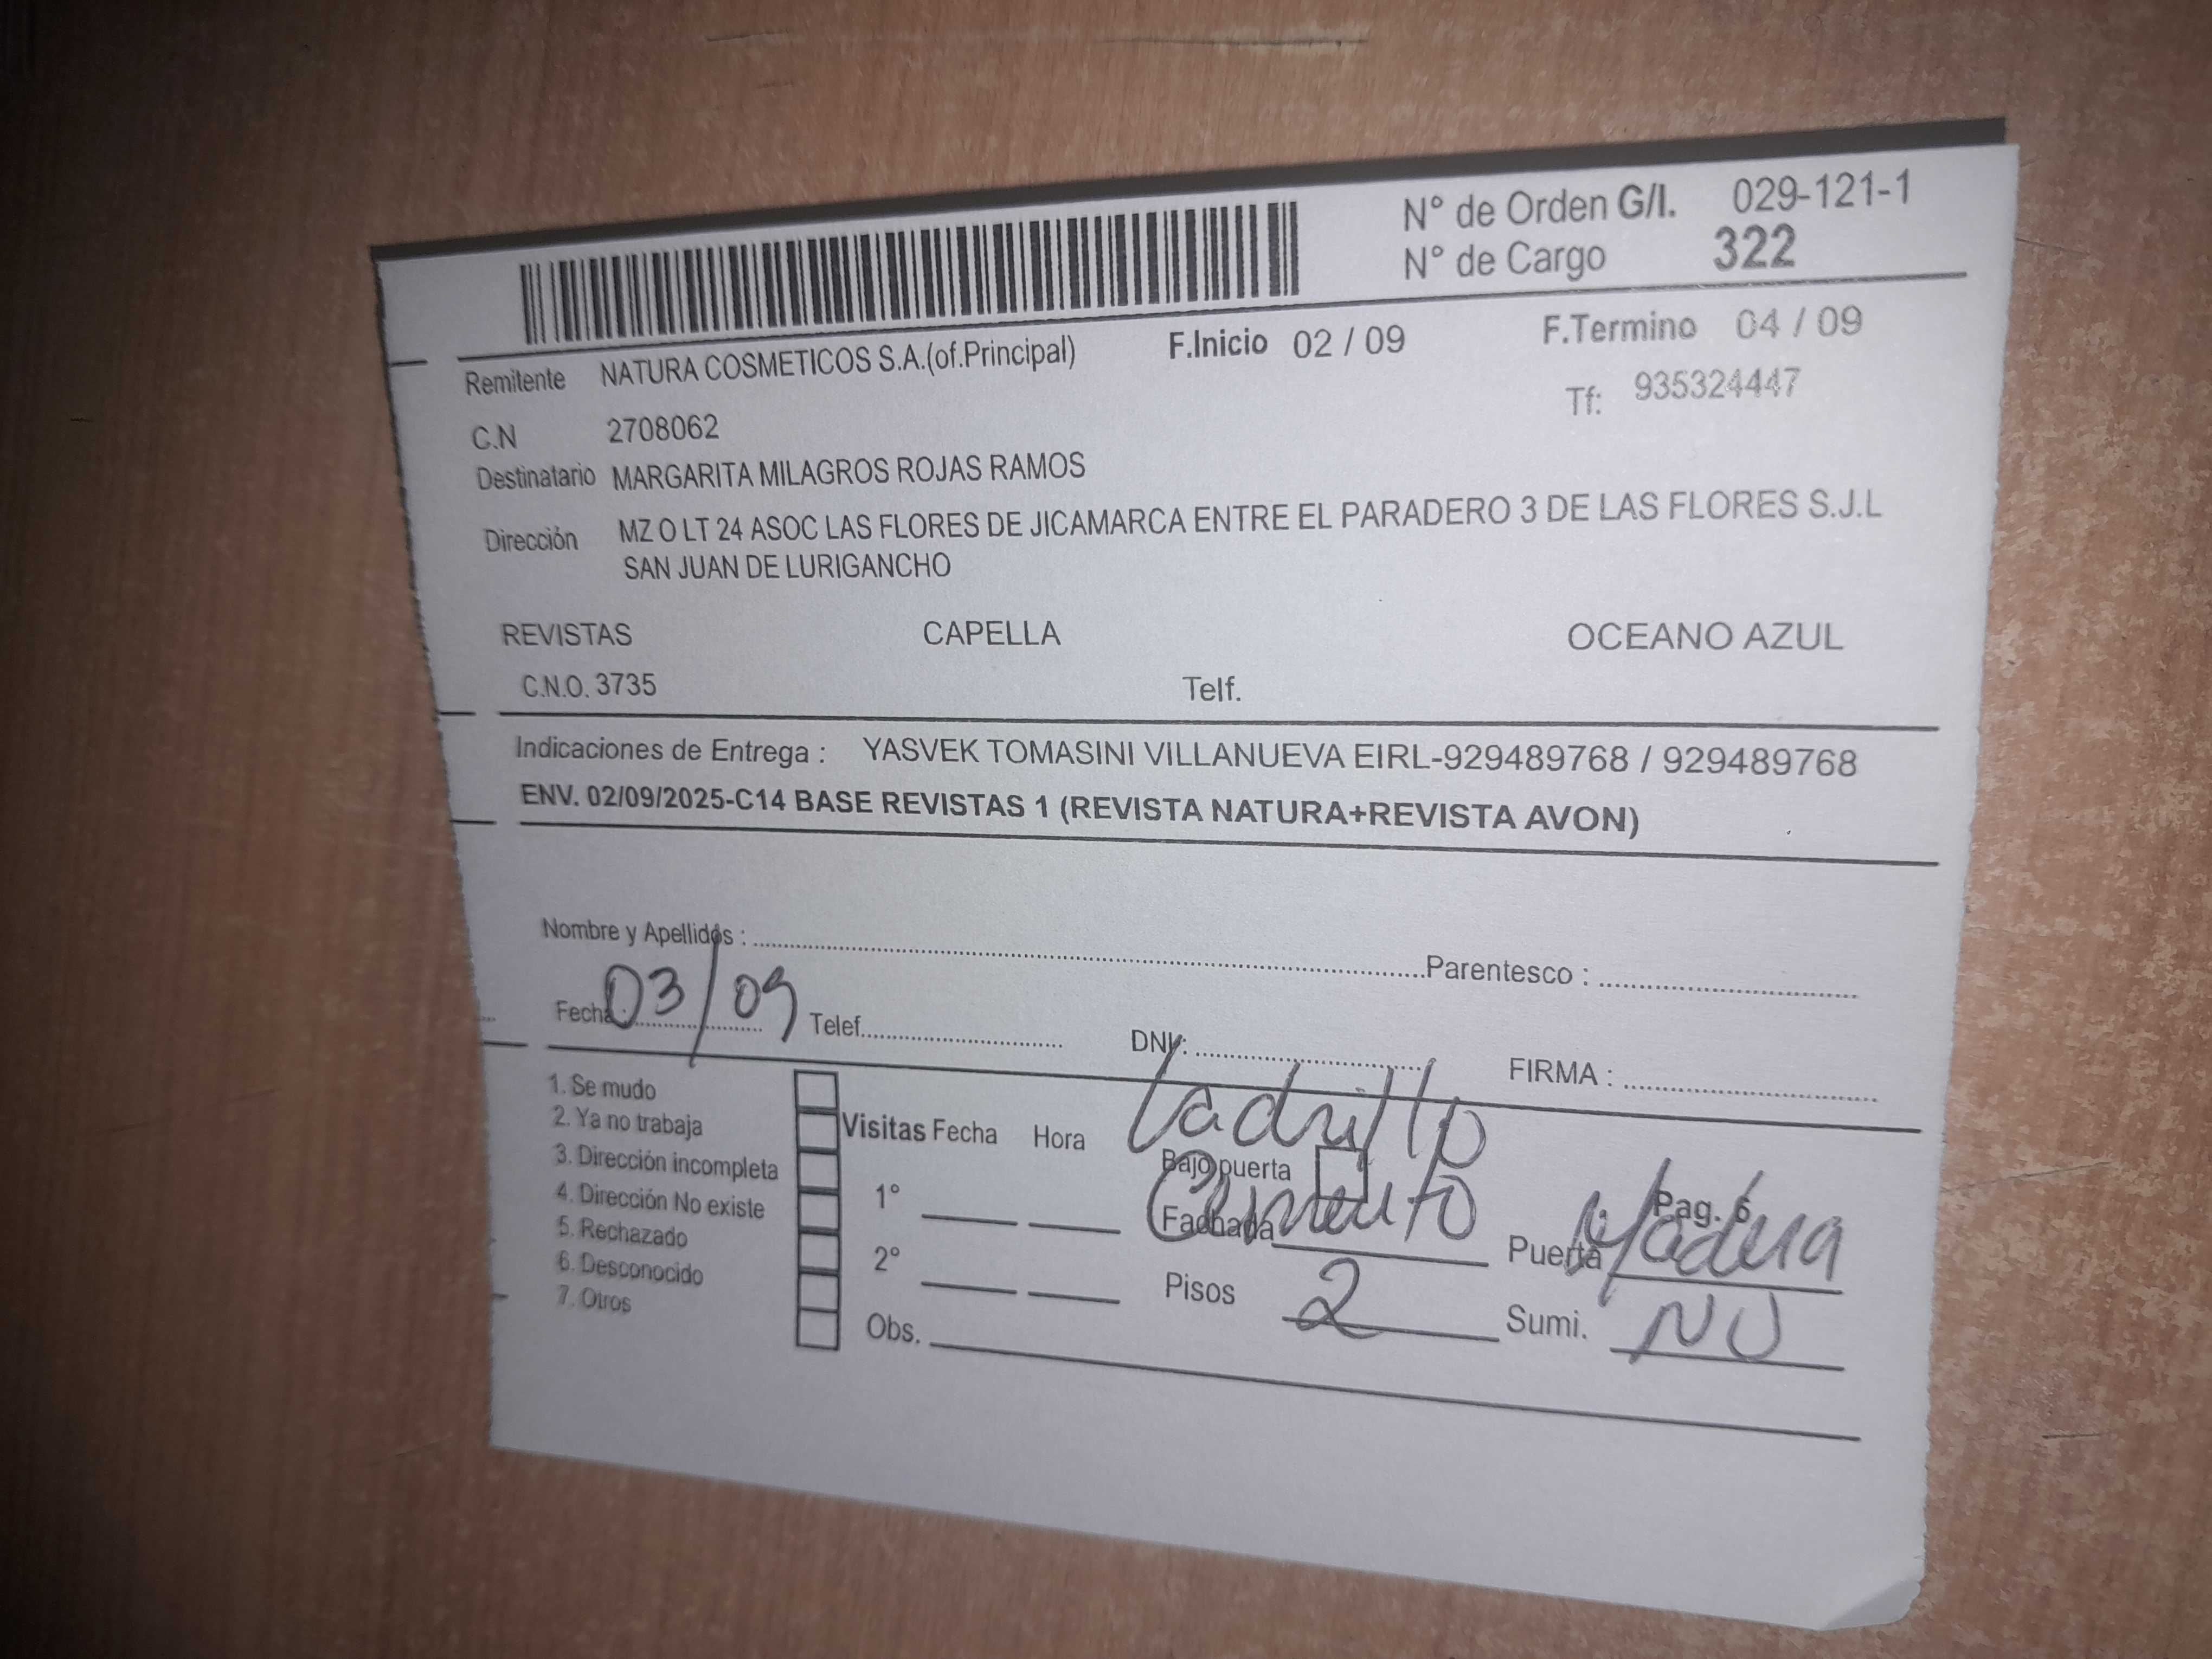 N° de Orden G/I. 029-121-1
N° de Cargo 322
Remitente NATURA COSMETICOS S.A.(of.Principal) F.Inicio 02 / 09 F.Termino 04 / 09
C.N 2708062 Tf: 935324447
Destinatario MARGARITA MILAGROS ROJAS RAMOS
Dirección MZ O LT 24 ASOC LAS FLORES DE JICAMARCA ENTRE EL PARADERO 3 DE LAS FLORES S.J.L
SAN JUAN DE LURIGANCHO
REVISTAS CAPELLA OCEANO AZUL
C.N.O. 3735 Telf.
Indicaciones de Entrega : YASVEK TOMASINI VILLANUEVA EIRL-929489768 / 929489768
ENV. 02/09/2025-C14 BASE REVISTAS 1 (REVISTA NATURA+REVISTA AVON)
Nombre y Apellidos : Parentesco :
Fecha 03/09 Telef. DNI : FIRMA :
1. Se mudo
2. Ya no trabaja
3. Dirección incompleta
4. Dirección No existe
5. Rechazado
6. Desconocido
7. Otros
Visitas Fecha Hora
1°
2°
Obs.
Ladrillo
Bajo puerta
Fachada Cemento
Pag. 6
Puerta Madera
Pisos 2 Sumi. NO